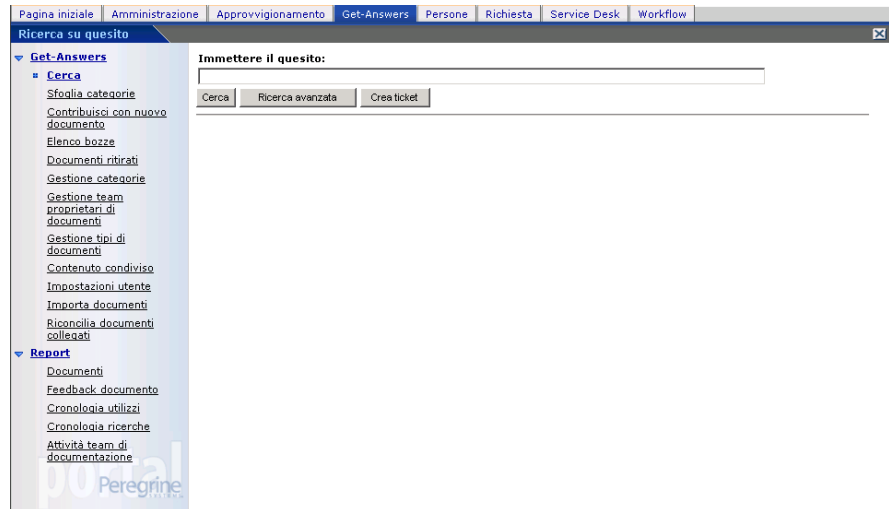 Pagina iniziale Amministrazione Approvvigionamento Get-Answers Persone Richiesta Service Desk Workflow
Ricerca su quesito
Get-Answers
Cerca
Sfoglia categorie
Contribuisci con nuovo
documento
Elenco bozze
Documenti ritirati
Gestione categorie
Gestione team
proprietari di
documenti
Gestione tipi di
documenti
Contenuto condiviso
Impostazioni utente
Importa documenti
Riconcilia documenti
collegati
Report
Documenti
Feedback documento
Cronologia utilizzi
Cronologia ricerche
Attività team di
documentazione
portal
Peregrine
Immettere il quesito:
Cerca Ricerca avanzata Crea ticket